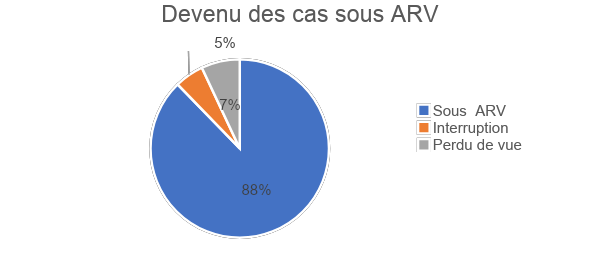 Devenu des cas sous ARV
5%
7%
88%
Sous ARV
Interruption
Perdu de vue